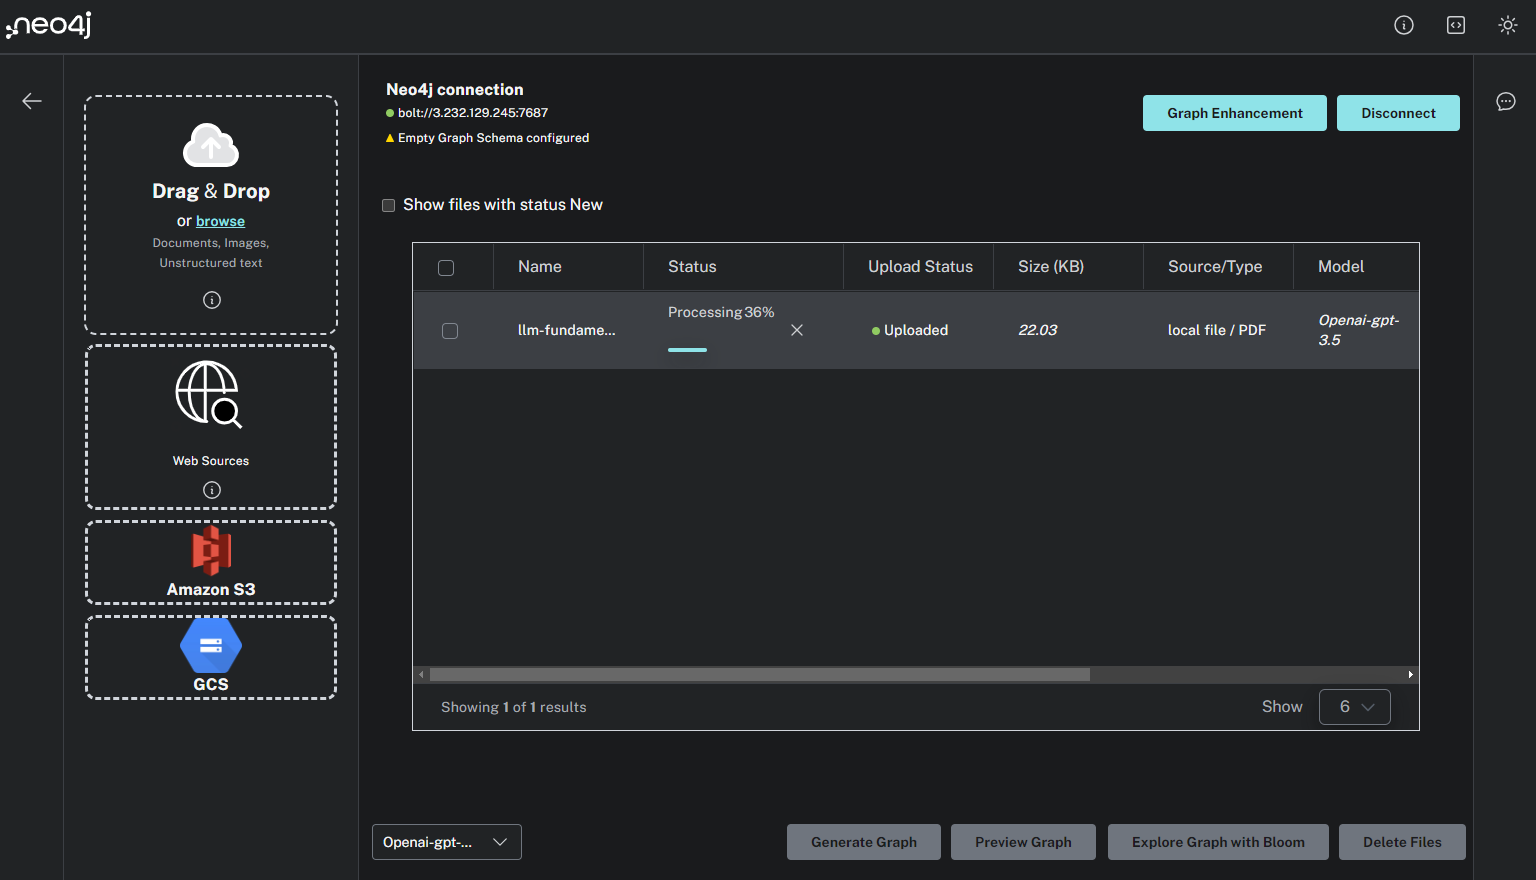 neo4j
Drag & Drop
or browse
Documents, Images,
Unstructured text
Web Sources
Amazon S3
GCS
Neo4j connection
bolt://3.232.129.245:7687
Empty Graph Schema configured
Graph Enhancement
Disconnect
Show files with status New
Name Status Upload Status Size (KB) Source/Type Model
llm-fundame... Processing 36% Uploaded 22.03 local file / PDF Openai-gpt-
3.5
Showing 1 of 1 results
Show 6
Openai-gpt-...
Generate Graph
Preview Graph
Explore Graph with Bloom
Delete Files